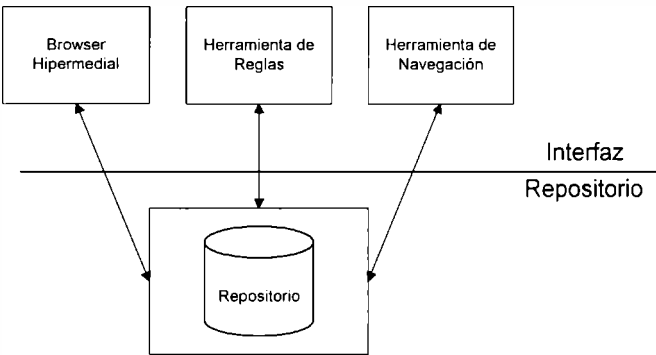 Browser
Hipermedial
Herramienta de
Reglas
Herramienta de
Navegación
Interfaz
Repositorio
Repositorio